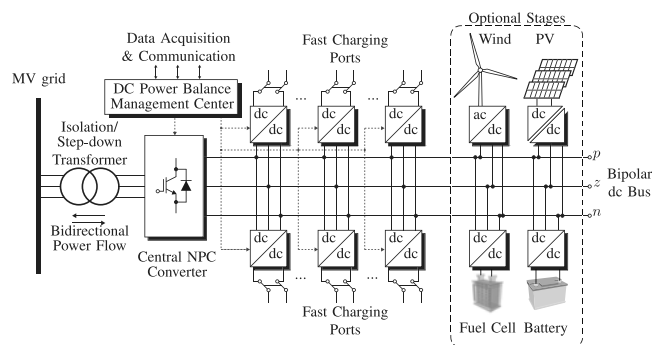 Optional Stages
Data Acquisition
& Communication
Fast Charging
Ports
Wind
PV
MV grid
DC Power Balance
Management Center
...
...
dc
dc
dc
dc
dc
dc
ac
dc
dc
dc
Isolation/
Step-down
Transformer
p
z
n
Bipolar
dc Bus
Bidirectional
Power Flow
Central NPC
Converter
dc
dc
dc
dc
dc
dc
dc
dc
dc
dc
...
...
Fast Charging
Ports
Fuel Cell
Battery